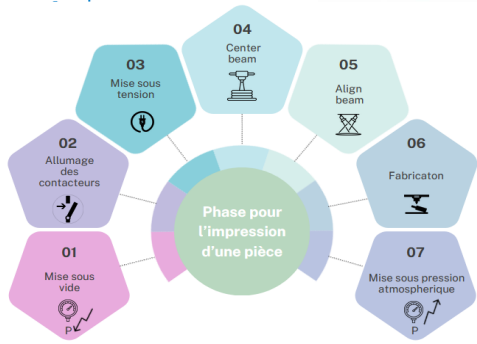 04
Center
beam
03
Mise sous
tension
05
Align
beam
02
Allumage
des
contacteurs
06
Fabricaton
Phase pour
l'impression
d'une pièce
01
Mise sous
vide
P
07
Mise sous pression
atmospherique
P